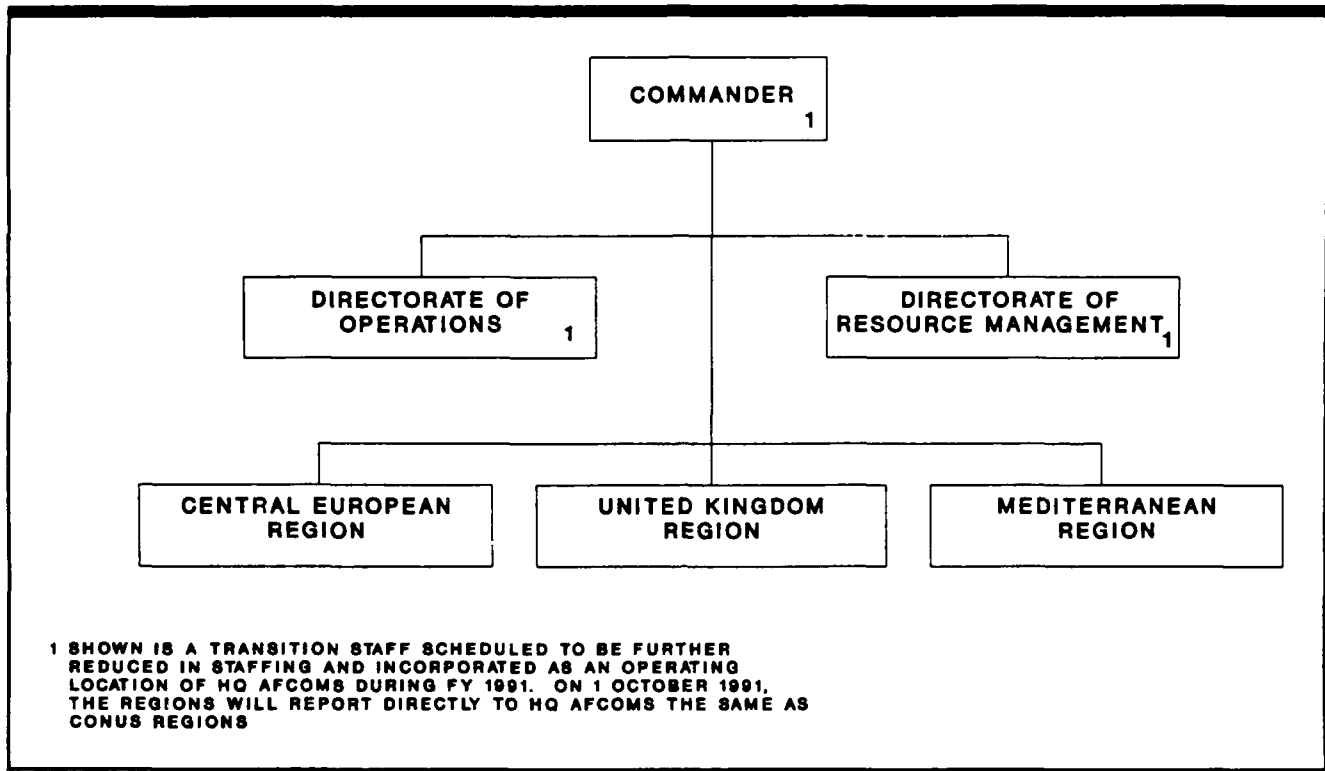 COMMANDER
1
DIRECTORATE OF
OPERATIONS
1
DIRECTORATE OF
RESOURCE MANAGEMENT
1
CENTRAL EUROPEAN
REGION
UNITED KINGDOM
REGION
MEDITERRANEAN
REGION
1 SHOWN IS A TRANSITION STAFF SCHEDULED TO BE FURTHER
REDUCED IN STAFFING AND INCORPORATED AS AN OPERATING
LOCATION OF HQ AFCOMS DURING FY 1991. ON 1 OCTOBER 1991,
THE REGIONS WILL REPORT DIRECTLY TO HQ AFCOMS THE SAME AS
CONUS REGIONS